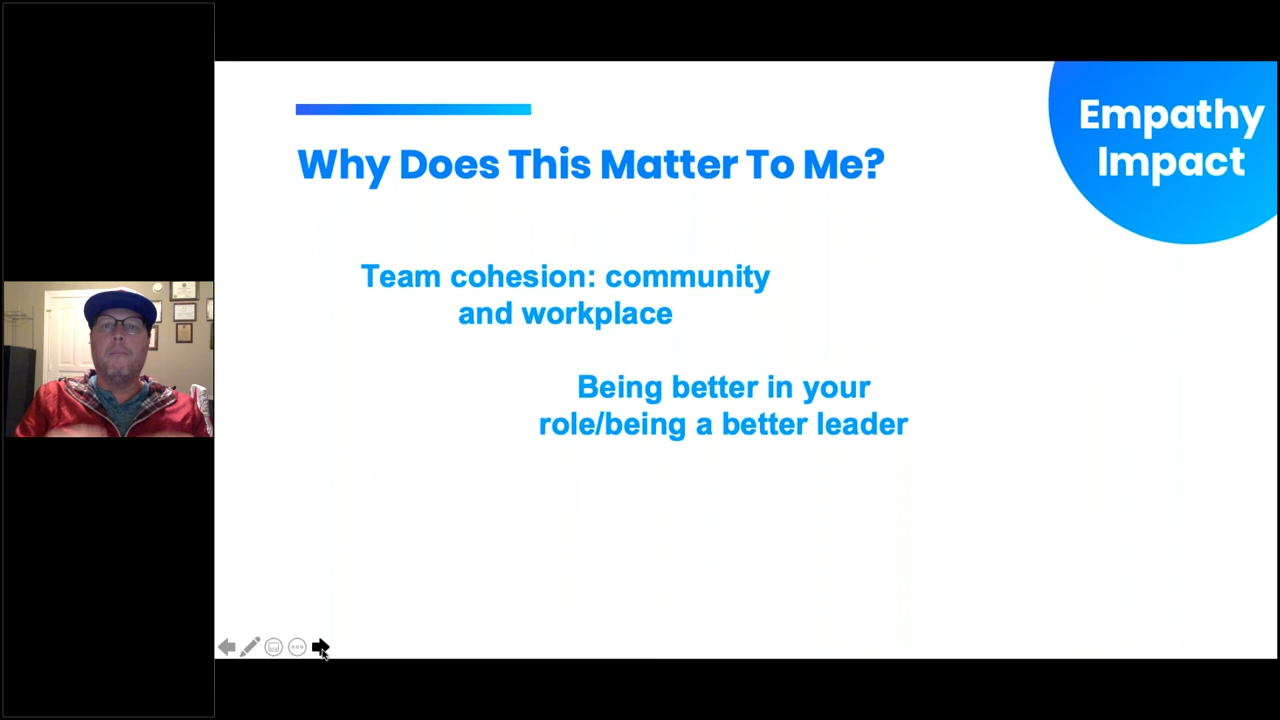 Empathy
Impact
Why Does This Matter To Me?
Team cohesion: community
and workplace
Being better in your
role/being a better leader